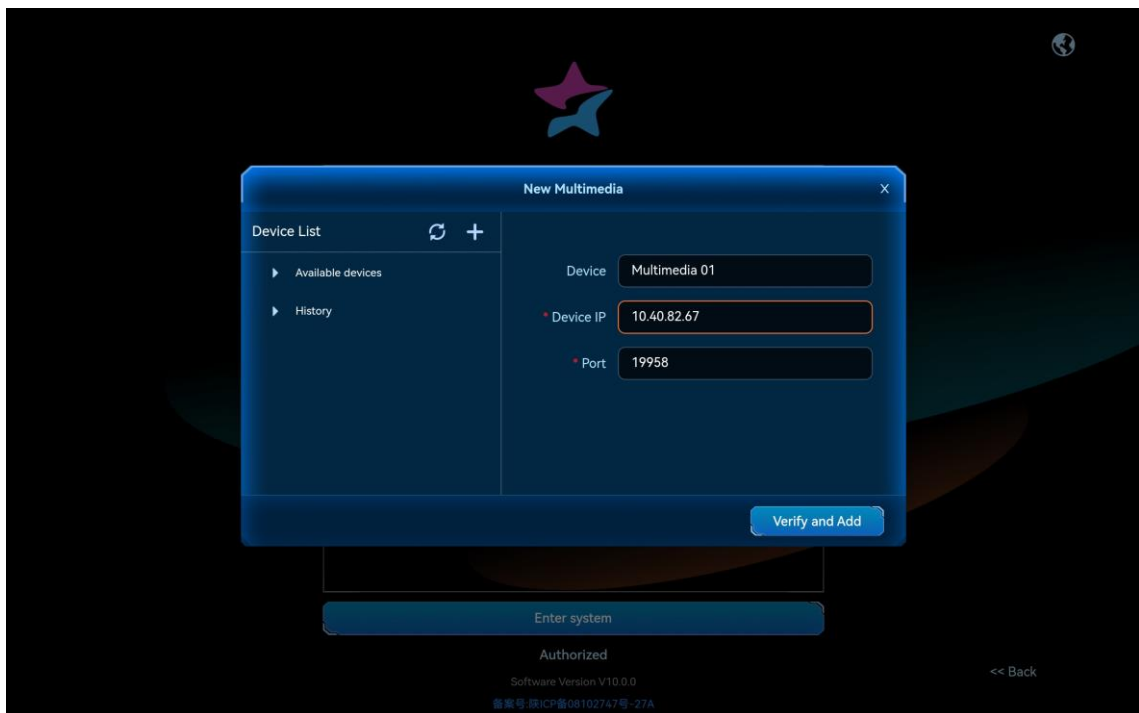 New Multimedia X
Device List
Available devices
History
Device Multimedia 01
* Device IP 10.40.82.67
* Port 19958
Verify and Add
Enter system
Authorized
<< Back
Software Version V10.0.0
备案号:陕ICP备08102747号-27A